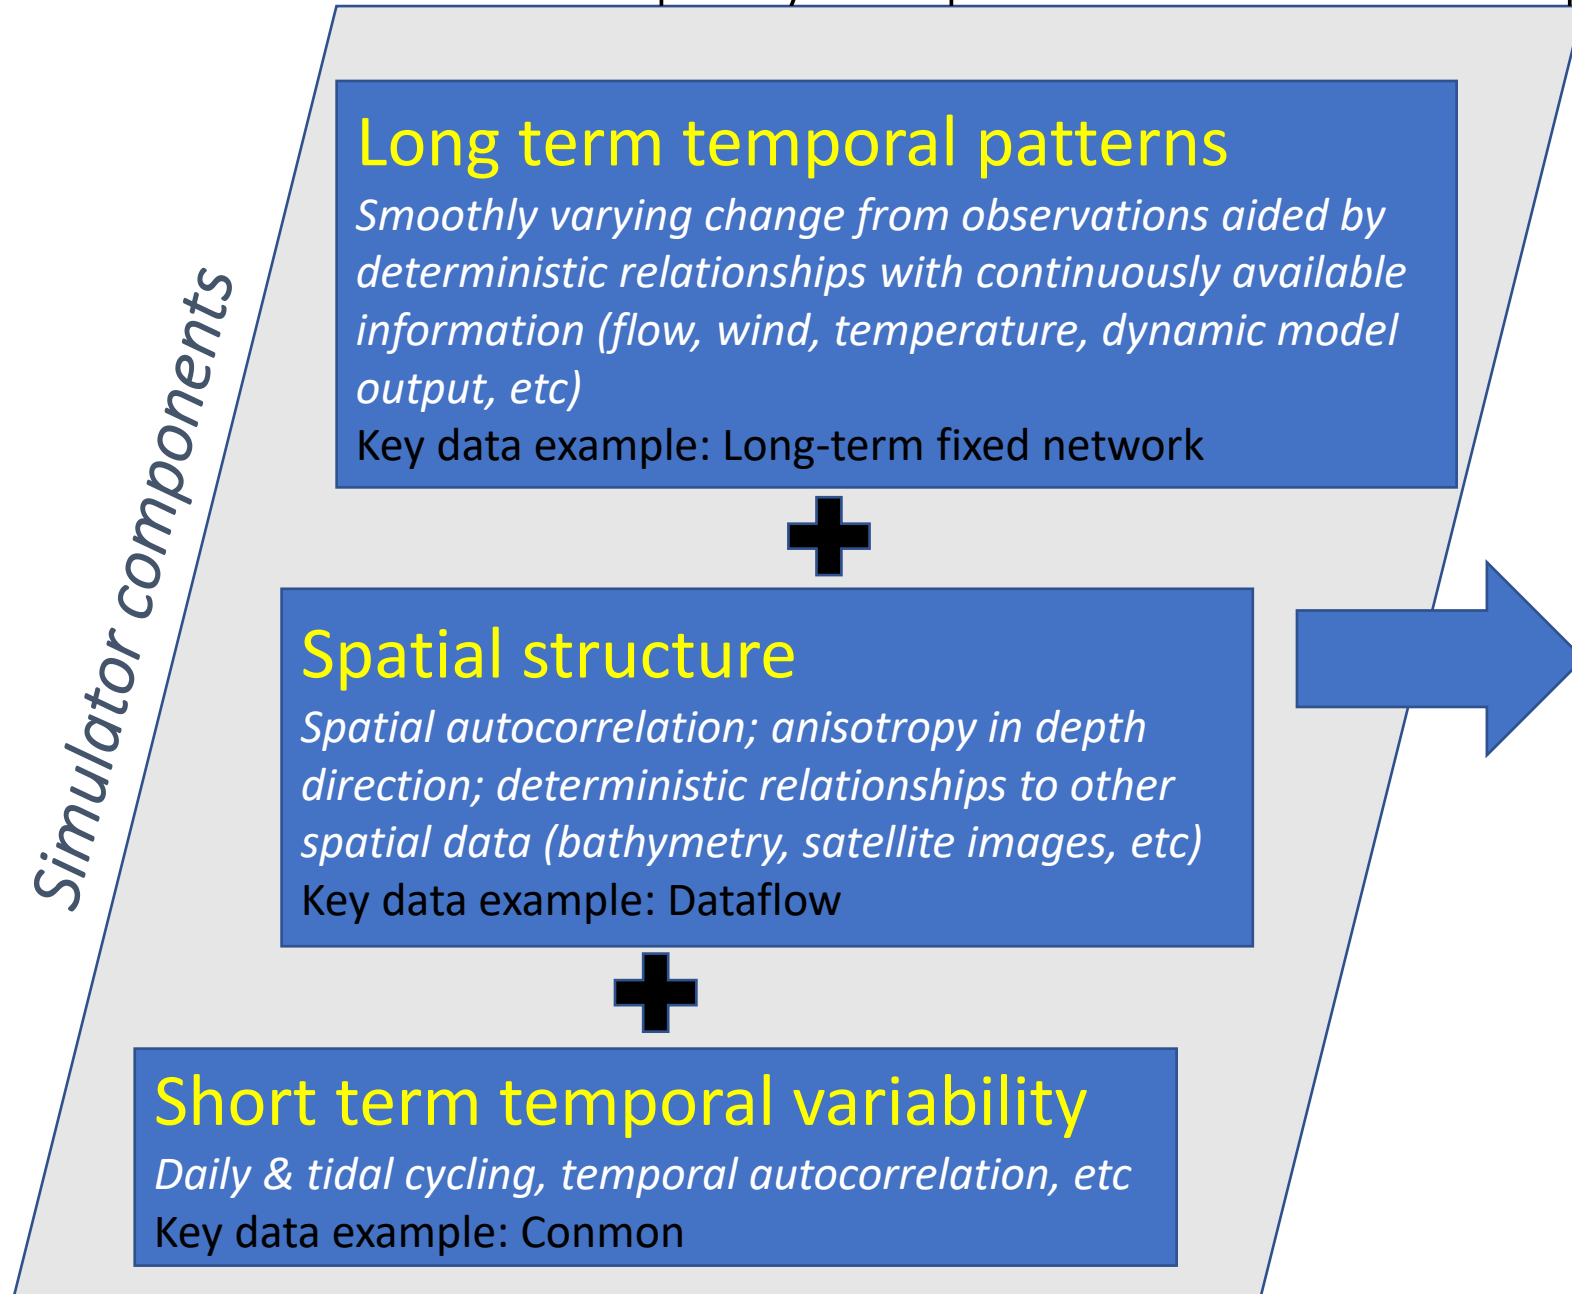 Simulator components
Long term temporal patterns
Smoothly varying change from observations aided by
deterministic relationships with continuously available
information (flow, wind, temperature, dynamic model
output, etc)
Key data example: Long-term fixed network
Spatial structure
Spatial autocorrelation; anisotropy in depth
direction; deterministic relationships to other
spatial data (bathymetry, satellite images, etc)
Key data example: Dataflow
Short term temporal variability
Daily & tidal cycling, temporal autocorrelation, etc
Key data example: Conmon